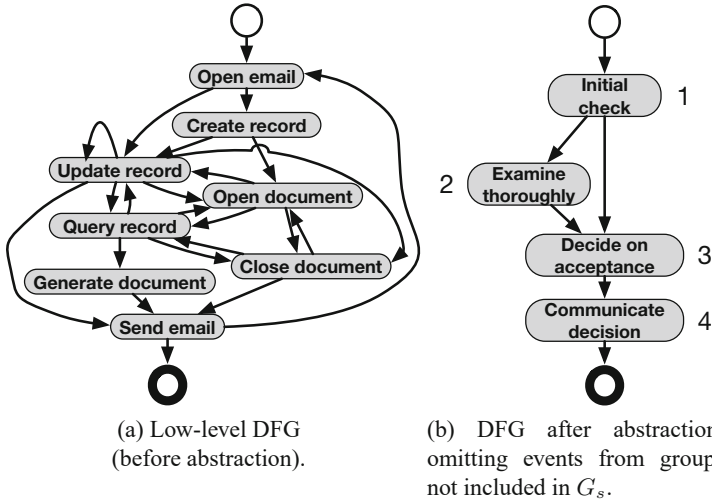 Open email
Create record
Update record
Open document
Query record
Close document
Generate document
Send email
(a) Low-level DFG
(before abstraction).
Initial
check
1
Examine
thoroughly
2
Decide on
acceptance
3
Communicate
decision
4
(b) DFG after abstraction
omitting events from group
not included in Gs.